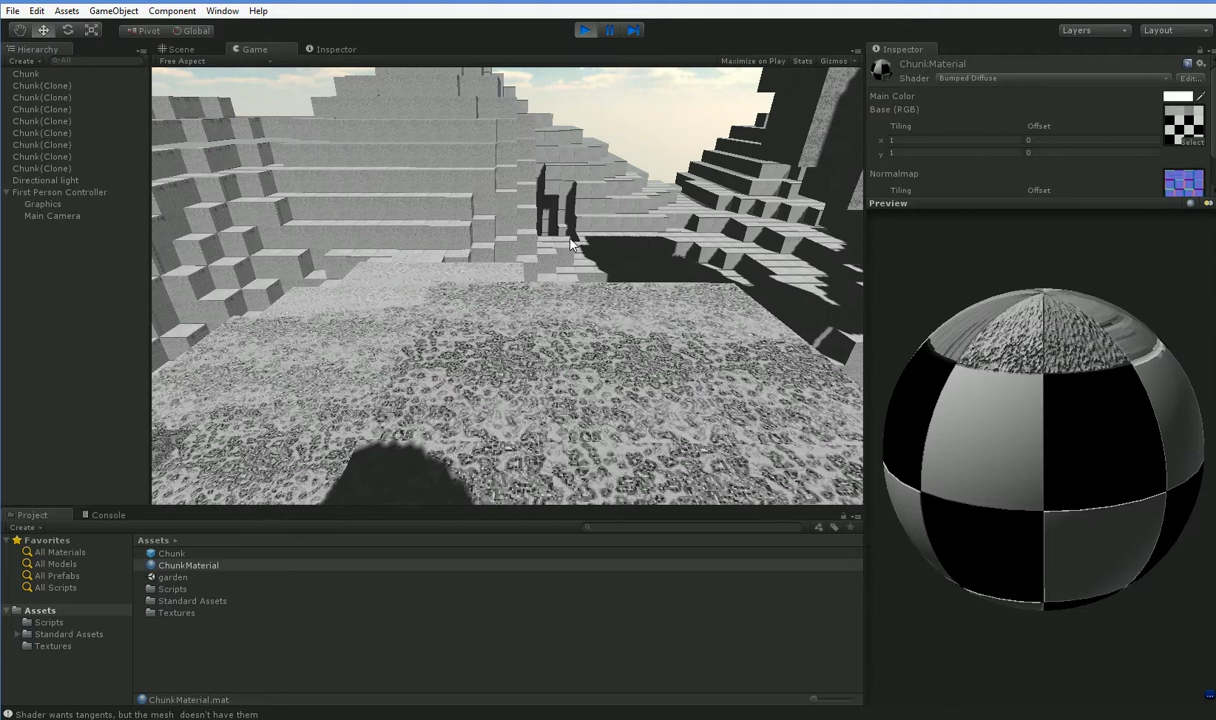 File Edit Assets GameObject Component Window Help
Pivot Global Layers Layout
Hierarchy Scene Game Inspector Inspector
Create All Free Aspect Maximize on Play Stats Gizmos
Chunk
Chunk(Clone)
Chunk(Clone)
Chunk(Clone)
Chunk(Clone)
Chunk(Clone)
Chunk(Clone)
Chunk(Clone)
Chunk(Clone)
Directional light
First Person Controller
Graphics
Main Camera
ChunkMaterial
Shader Bumped Diffuse Edit...
Main Color
Base (RGB)
Tiling Offset
x 1 0
y 1 0
Select
Normalmap
Tiling Offset
Preview
Project Console
Create
Favorites
All Materials
All Models
All Prefabs
All Scripts
Assets
Scripts
Standard Assets
Textures
Assets
Chunk
ChunkMaterial
garden
Scripts
Standard Assets
Textures
ChunkMaterial.mat
Shader wants tangents, but the mesh doesn't have them